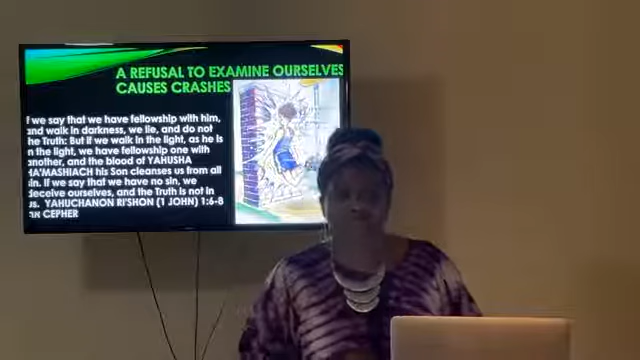 A REFUSAL TO EXAMINE OURSELVES
CAUSES CRASHES
f we say that we have fellowship with him,
and walk in darkness, we lie, and do not
he Truth: But if we walk in the light, as he is
n the light, we have fellowship one with
another, and the blood of YAHUSHA
HA'MASHIACH his Son cleanses us from all
in. If we say that we have no sin, we
deceive ourselves, and the Truth is not in
us. YAHUCHANON RI'SHON (1 JOHN) 1:6-8
CEPHER